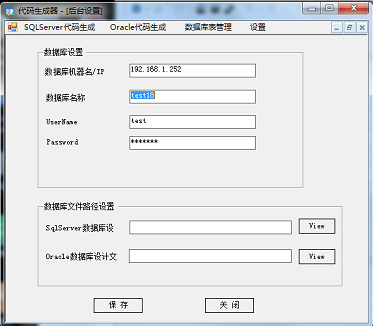 代码生成器 - [后台设置]
SQLServer代码生成 Oracle代码生成 数据库表管理 设置
数据库设置
数据库机器名/IP 192.168.1.252
数据库名称 test18
UserName test
Password *******
数据库文件路径设置
SqlServer数据库设 View
Oracle数据库设计文 View
保 存 关 闭